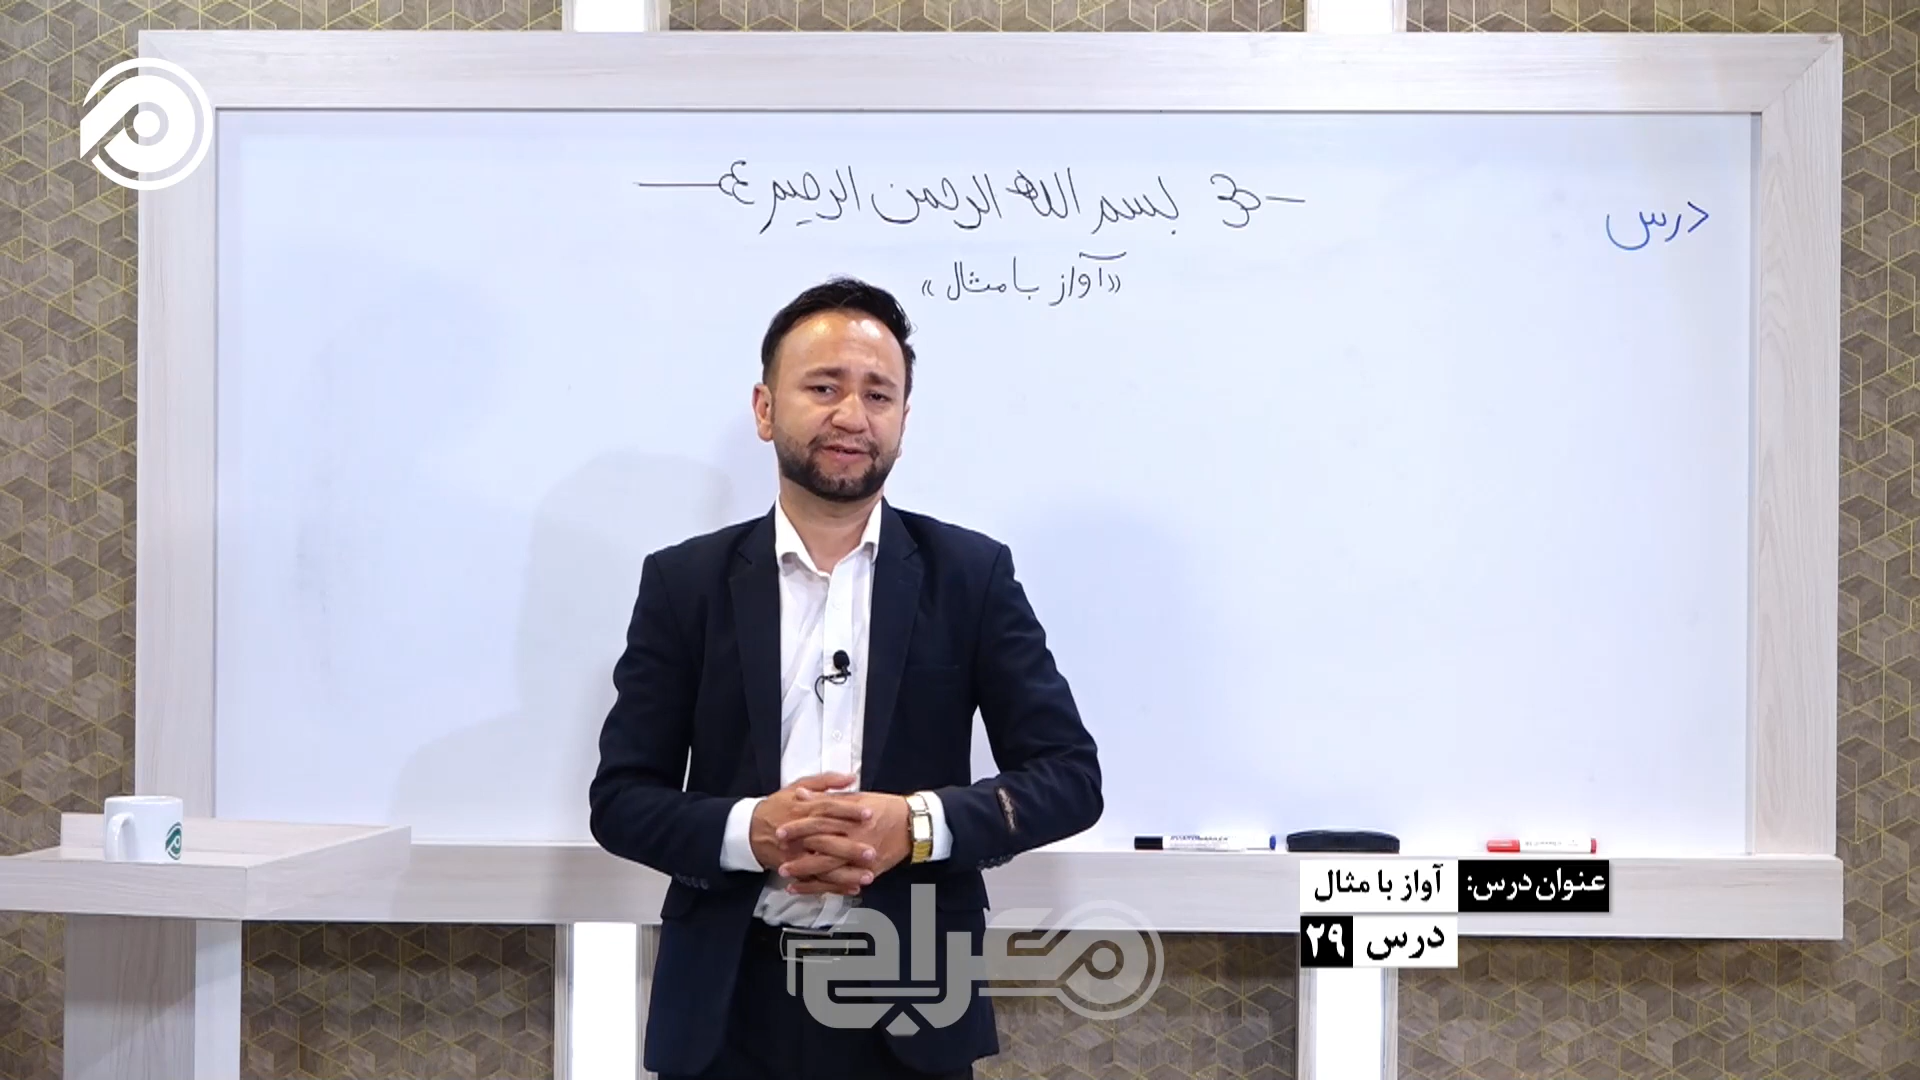 بسم الله الرحمن الرحیم
درس
«آواز با مثال»
عنوان درس: آواز با مثال
درس ۲۹
معراج